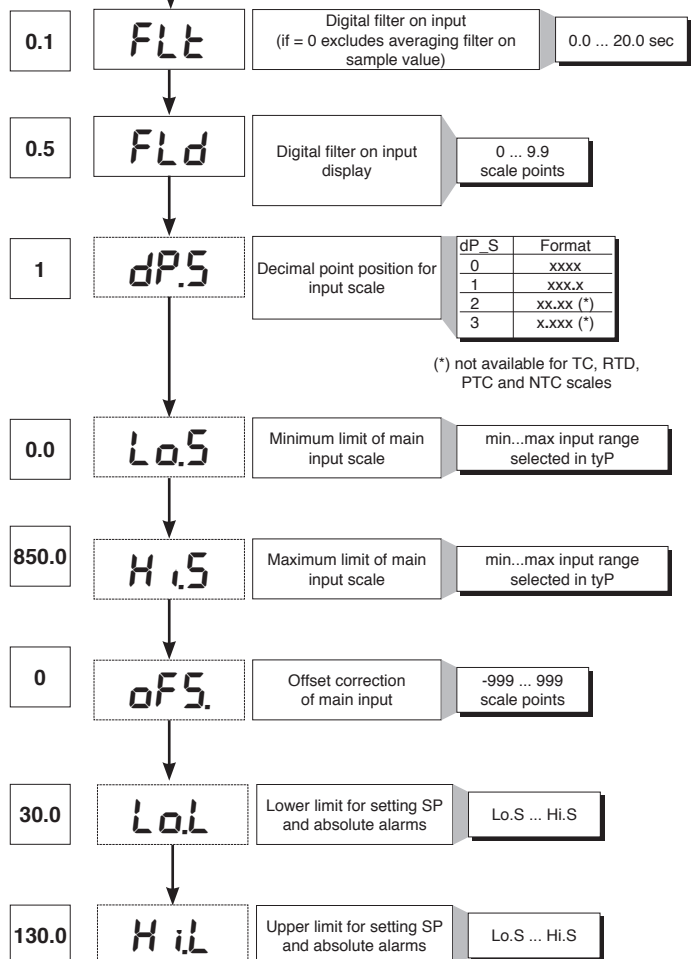 0.1
FLt
Digital filter on input
(if = 0 excludes averaging filter on
sample value)
0.0 ... 20.0 sec
0.5
FLd
Digital filter on input
display
0 ... 9.9
scale points
1
dP.S
Decimal point position for
input scale
dP_S Format
0 xxxx
1 xxx.x
2 xx.xx (*)
3 x.xxx (*)
(*) not available for TC, RTD,
PTC and NTC scales
0.0
Lo.S
Minimum limit of main
input scale
min...max input range
selected in tyP
850.0
Hi.S
Maximum limit of main
input scale
min...max input range
selected in tyP
0
oFS.
Offset correction
of main input
-999 ... 999
scale points
30.0
Lo.L
Lower limit for setting SP
and absolute alarms
Lo.S ... Hi.S
130.0
Hi.L
Upper limit for setting SP
and absolute alarms
Lo.S ... Hi.S